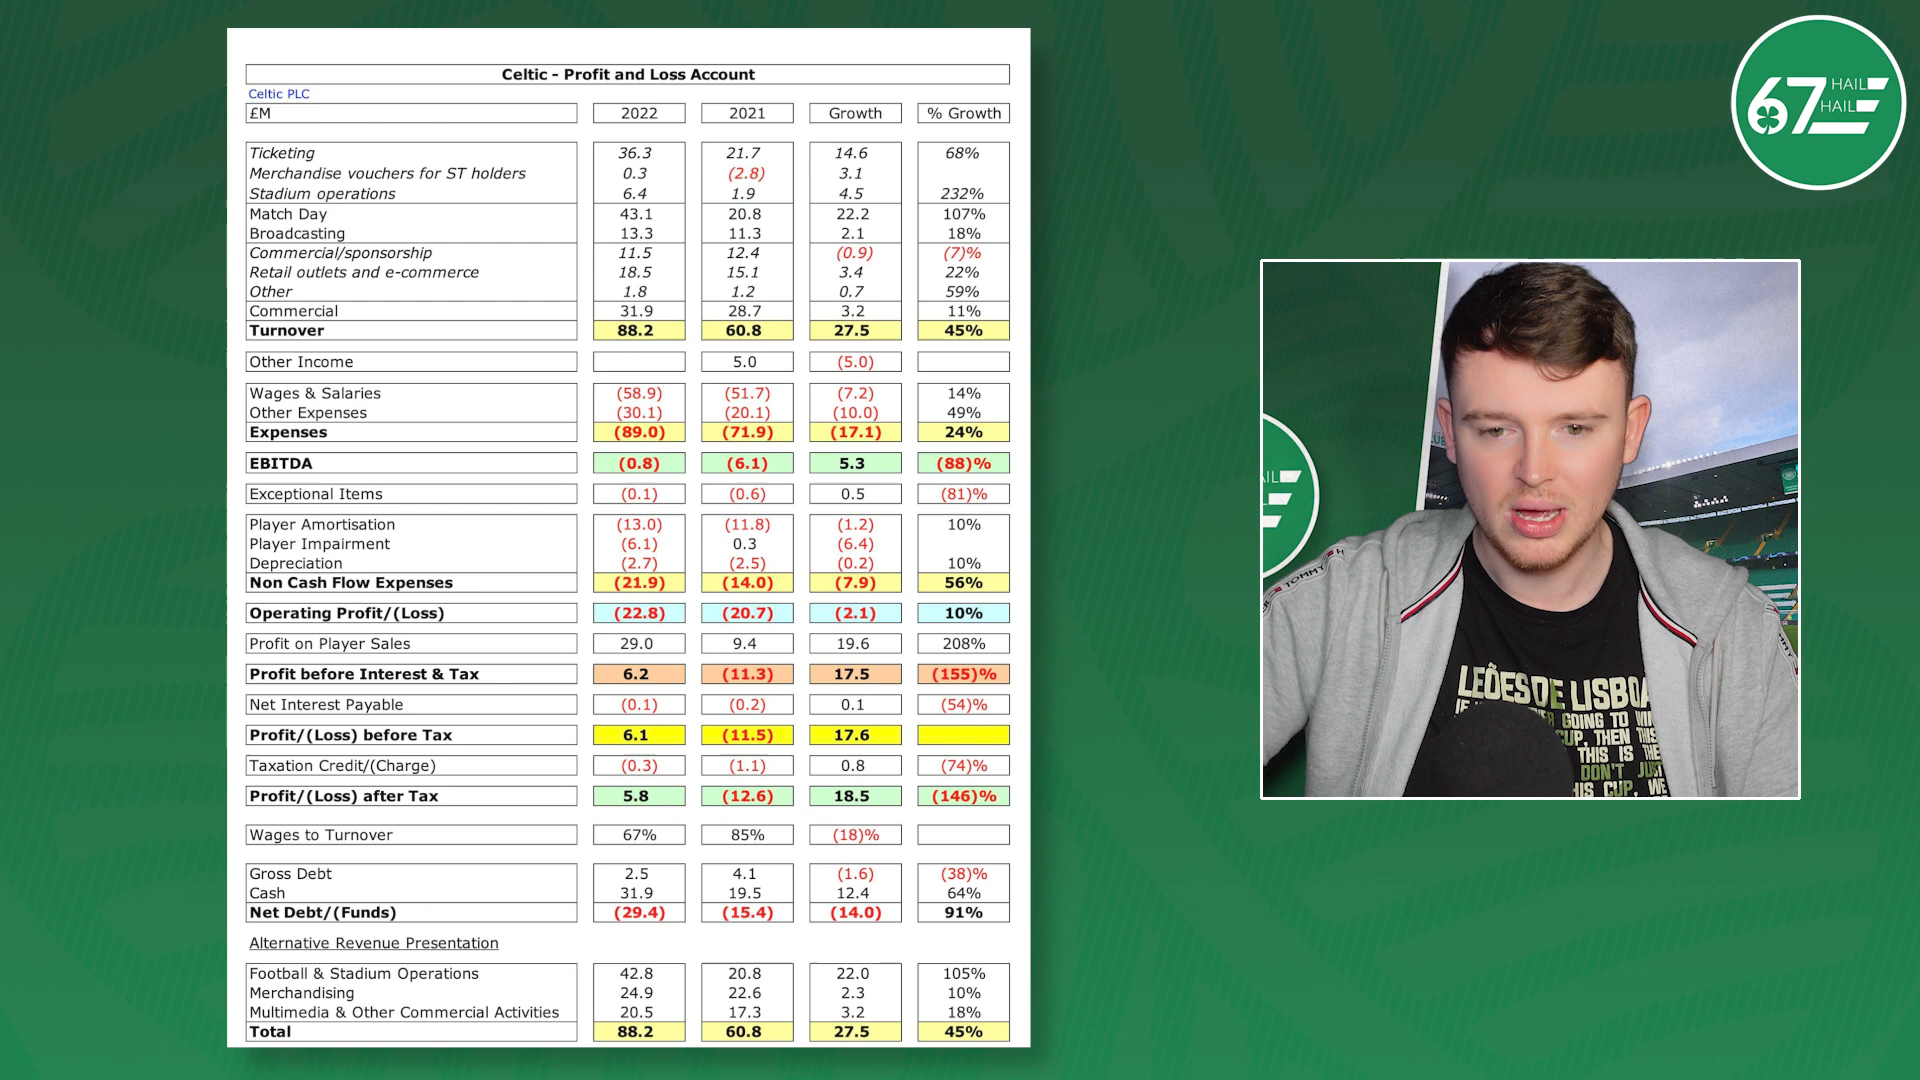 Celtic - Profit and Loss Account
Celtic PLC
£M 2022 2021 Growth % Growth
Ticketing 36.3 21.7 14.6 68%
Merchandise vouchers for ST holders 0.3 (2.8) 3.1
Stadium operations 6.4 1.9 4.5 232%
Match Day 43.1 20.8 22.2 107%
Broadcasting 13.3 11.3 2.1 18%
Commercial/sponsorship 11.5 12.4 (0.9) (7)%
Retail outlets and e-commerce 18.5 15.1 3.4 22%
Other 1.8 1.2 0.7 59%
Commercial 31.9 28.7 3.2 11%
Turnover 88.2 60.8 27.5 45%
Other Income 5.0 (5.0)
Wages & Salaries (58.9) (51.7) (7.2) 14%
Other Expenses (30.1) (20.1) (10.0) 49%
Expenses (89.0) (71.9) (17.1) 24%
EBITDA (0.8) (6.1) 5.3 (88)%
Exceptional Items (0.1) (0.6) 0.5 (81)%
Player Amortisation (13.0) (11.8) (1.2) 10%
Player Impairment (6.1) 0.3 (6.4)
Depreciation (2.7) (2.5) (0.2) 10%
Non Cash Flow Expenses (21.9) (14.0) (7.9) 56%
Operating Profit/(Loss) (22.8) (20.7) (2.1) 10%
Profit on Player Sales 29.0 9.4 19.6 208%
Profit before Interest & Tax 6.2 (11.3) 17.5 (155)%
Net Interest Payable (0.1) (0.2) 0.1 (54)%
Profit/(Loss) before Tax 6.1 (11.5) 17.6
Taxation Credit/(Charge) (0.3) (1.1) 0.8 (74)%
Profit/(Loss) after Tax 5.8 (12.6) 18.5 (146)%
Wages to Turnover 67% 85% (18)%
Gross Debt 2.5 4.1 (1.6) (38)%
Cash 31.9 19.5 12.4 64%
Net Debt/(Funds) (29.4) (15.4) (14.0) 91%
Alternative Revenue Presentation
Football & Stadium Operations 42.8 20.8 22.0 105%
Merchandising 24.9 22.6 2.3 10%
Multimedia & Other Commercial Activities 20.5 17.3 3.2 18%
Total 88.2 60.8 27.5 45%
67 HAIL
HAIL
TOMMY
LEÕES DE LISBOA
GOING TO
CUP, THEN THIS
THIS IS THE
DON'T JUST
CUP, WE